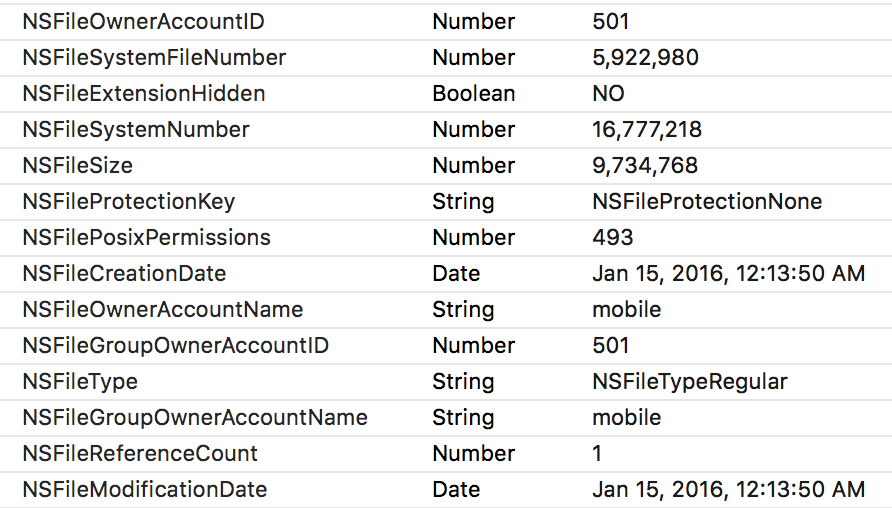 NSFileOwnerAccountID Number 501
NSFileSystemFileNumber Number 5,922,980
NSFileExtensionHidden Boolean NO
NSFileSystemNumber Number 16,777,218
NSFileSize Number 9,734,768
NSFileProtectionKey String NSFileProtectionNone
NSFilePosixPermissions Number 493
NSFileCreationDate Date Jan 15, 2016, 12:13:50 AM
NSFileOwnerAccountName String mobile
NSFileGroupOwnerAccountID Number 501
NSFileType String NSFileTypeRegular
NSFileGroupOwnerAccountName String mobile
NSFileReferenceCount Number 1
NSFileModificationDate Date Jan 15, 2016, 12:13:50 AM